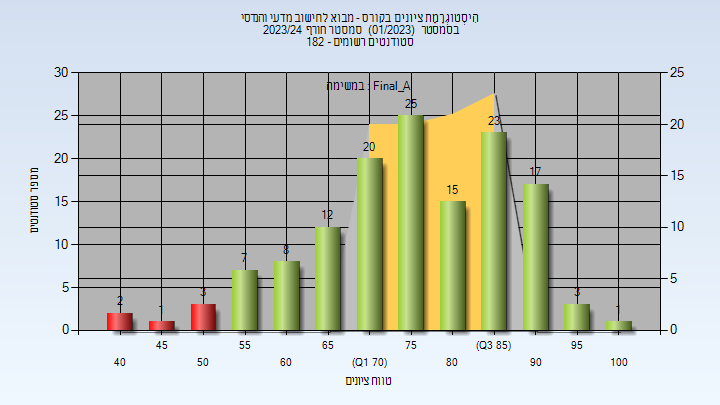 הִיסְטוֹגְרַמַּת ציונים בקורס - מבוא לחישוב מדעי והנדסי
בסמסטר (01/2023) סמסטר חורף 2023/24
סטודנטים רשומים - 182
במשימה : Final_A
מספר סטודנטים
30 25 20 15 10 5 0
25 20 15 10 5 0
2 1 3 7 8 12 20 25 15 23 17 3 1
45 55 65 75 (Q3 85) 95
40 50 60 (Q1 70) 80 90 100
טווח ציונים